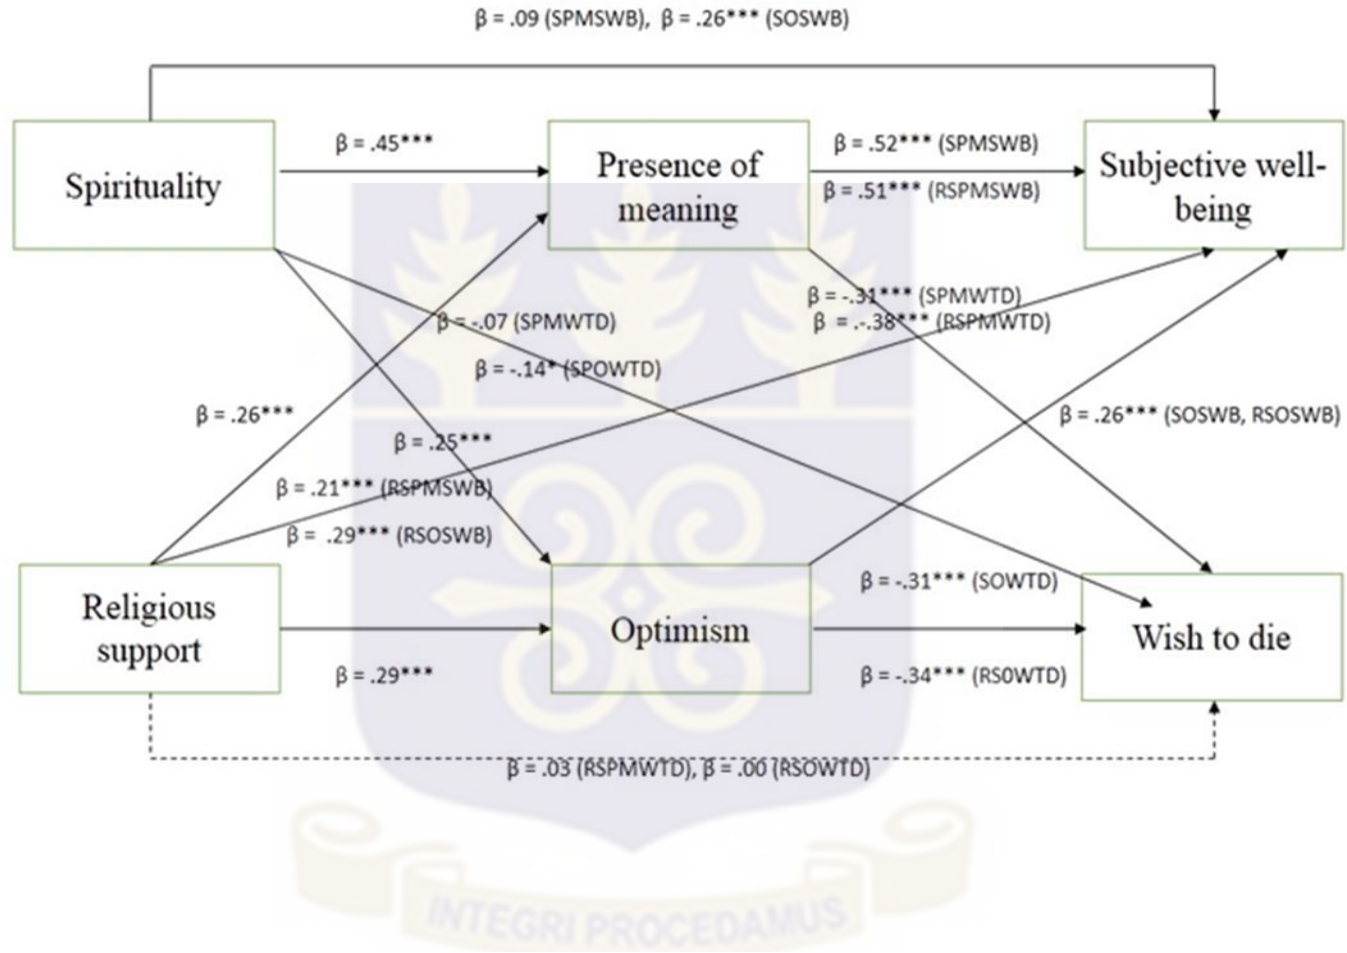 β = .09 (SPMSWB), β = .26*** (SOSWB)
Spirituality
β = .45***
Presence of
meaning
β = .52*** (SPMSWB)
β = .51*** (RSPMSWB)
Subjective well-
being
β = -.31*** (SPMWTD)
β = .-.38*** (RSPMWTD)
β = -.07 (SPMWTD)
β = -.14* (SPOWTD)
β = .26***
β = .26*** (SOSWB, RSOSWB)
β = .25***
β = .21*** (RSPMSWB)
β = .29*** (RSOSWB)
Religious
support
β = .29***
Optimism
β = -.31*** (SOWTD)
β = -.34*** (RS0WTD)
Wish to die
β = .03 (RSPMWTD), β = .00 (RSOWTD)
INTEGRI PROCEDAMUS